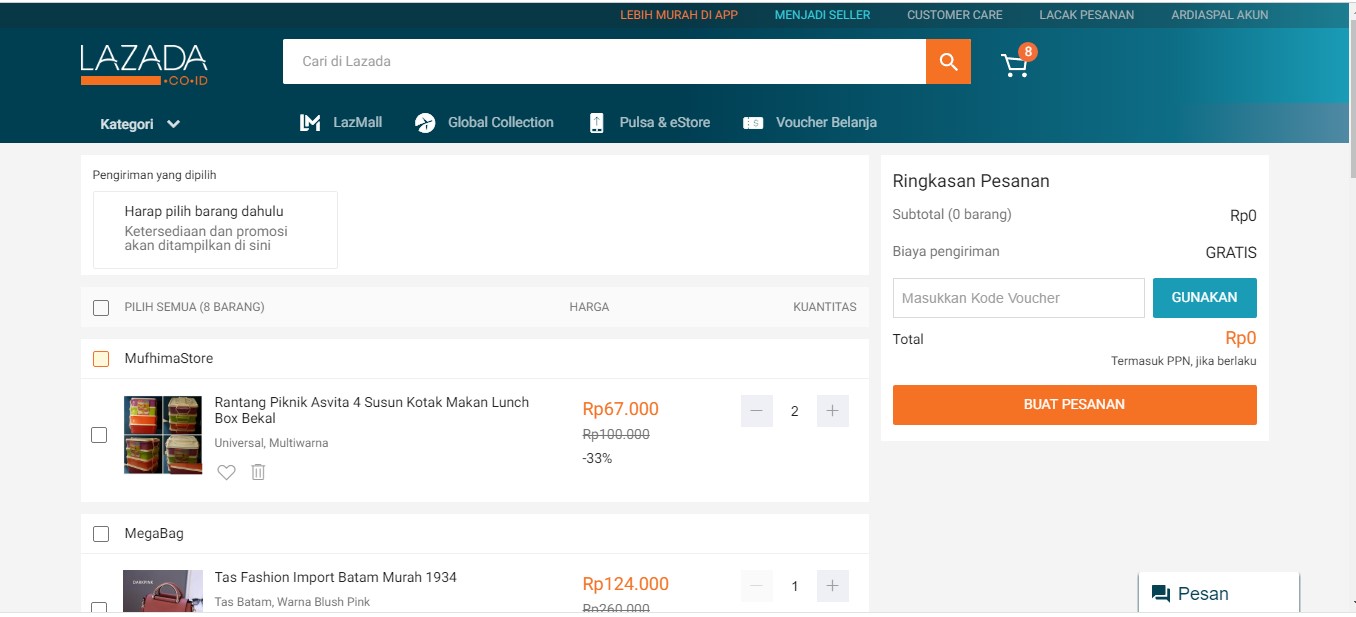 LEBIH MURAH DI APP
MENJADI SELLER
CUSTOMER CARE
LACAK PESANAN
ARDIASPAL AKUN
LAZADA
.CO.ID
Cari di Lazada
8
Kategori
LM LazMall
Global Collection
Pulsa & eStore
Voucher Belanja
Pengiriman yang dipilih
Harap pilih barang dahulu
Ketersediaan dan promosi
akan ditampilkan di sini
PILIH SEMUA (8 BARANG)
HARGA
KUANTITAS
MufhimaStore
Rantang Piknik Asvita 4 Susun Kotak Makan Lunch
Box Bekal
Universal, Multiwarna
Rp67.000
Rp100.000
-33%
2
MegaBag
Tas Fashion Import Batam Murah 1934
Tas Batam, Warna Blush Pink
Rp124.000
Rp260.000
1
Ringkasan Pesanan
Subtotal (0 barang)
Rp0
Biaya pengiriman
GRATIS
Masukkan Kode Voucher
GUNAKAN
Total
Rp0
Termasuk PPN, jika berlaku
BUAT PESANAN
Pesan